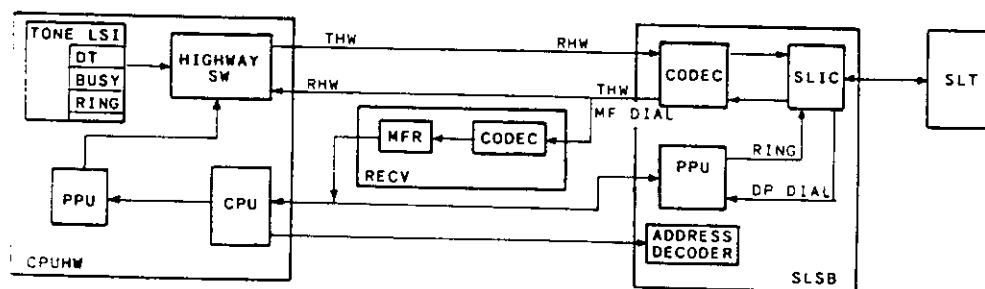 TONE LSI
DT
BUSY
RING
HIGHWAY
SW
THW
RHW
RHW
THW
MF DIAL
CODEC
SLIC
SLT
MFR
CODEC
RECV
PPU
CPU
CPUHW
PPU
RING
DP DIAL
ADDRESS
DECODER
SLSB